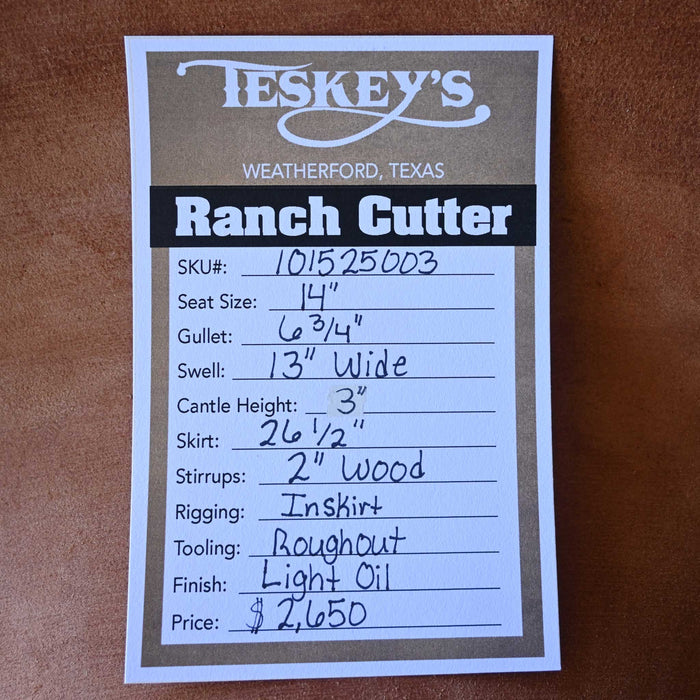 TESKEY'S
WEATHERFORD, TEXAS
Ranch Cutter
SKU#: 101525003
Seat Size: 14"
Gullet: 6 3/4"
Swell: 13" Wide
Cantle Height: 3"
Skirt: 26 1/2"
Stirrups: 2" Wood
Rigging: Inskirt
Tooling: Roughout
Finish: Light Oil
Price: $ 2,650